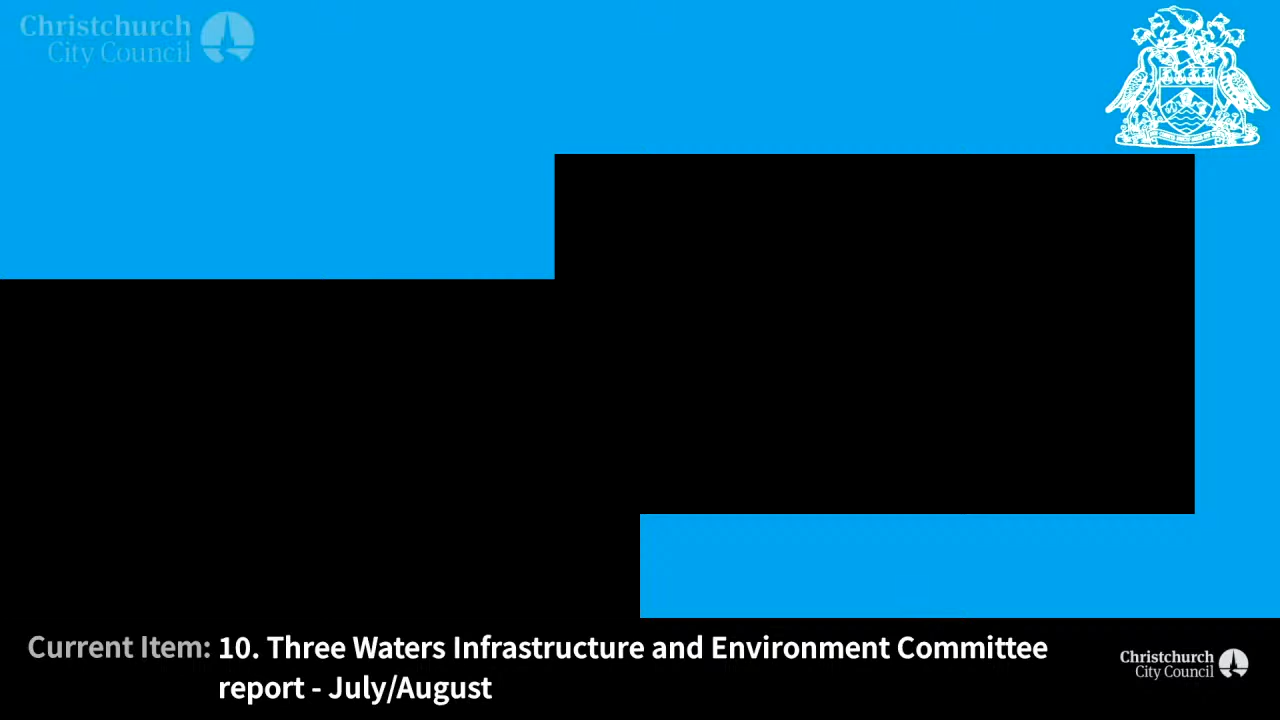 Christchurch
City Council
Current Item: 10. Three Waters Infrastructure and Environment Committee
report - July/August
Christchurch
City Council